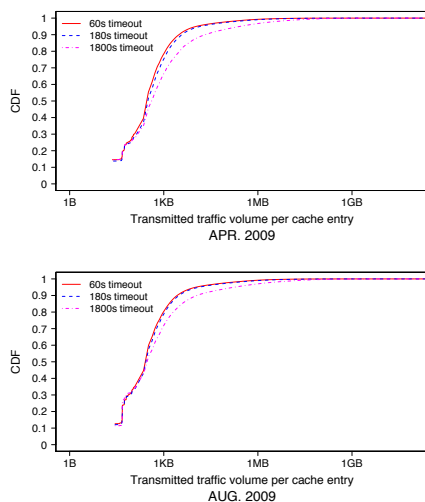 1
0.9
0.8
0.7
0.6
0.5
0.4
0.3
0.2
0.1
0
CDF
60s timeout
180s timeout
1800s timeout
1B 1KB 1MB 1GB
Transmitted traffic volume per cache entry
APR. 2009
1
0.9
0.8
0.7
0.6
0.5
0.4
0.3
0.2
0.1
0
CDF
60s timeout
180s timeout
1800s timeout
1B 1KB 1MB 1GB
Transmitted traffic volume per cache entry
AUG. 2009